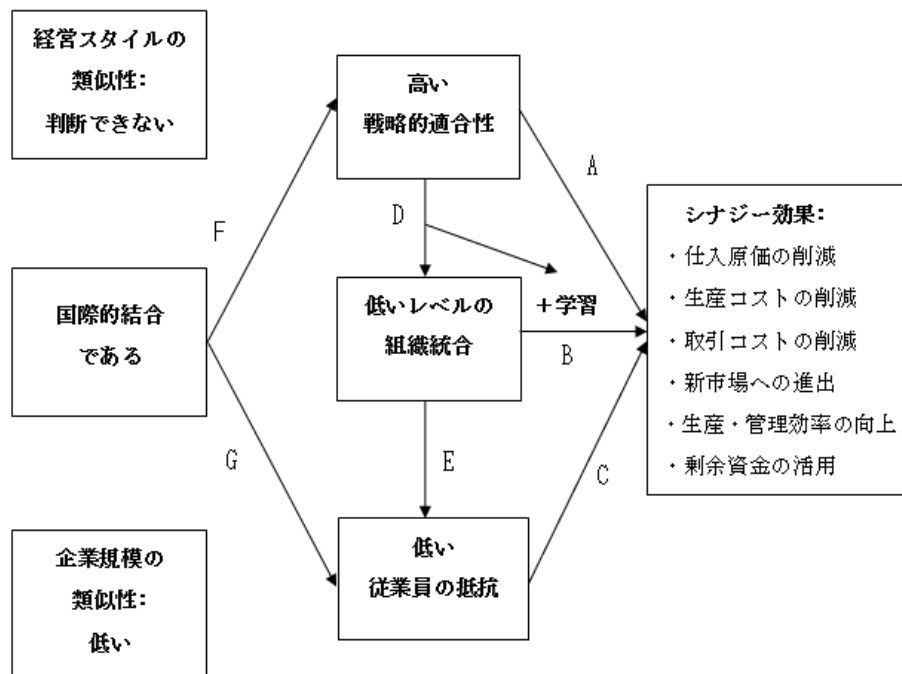 経営スタイルの
類似性:
判断できない
高い
戦略的適合性
A
シナジー効果:
・仕入原価の削減
・生産コストの削減
・取引コストの削減
・新市場への進出
・生産・管理効率の向上
・剰余資金の活用
F
D
国際的結合
である
低いレベルの
組織統合
+学習
B
G
E
C
企業規模の
類似性:
低い
低い
従業員の抵抗